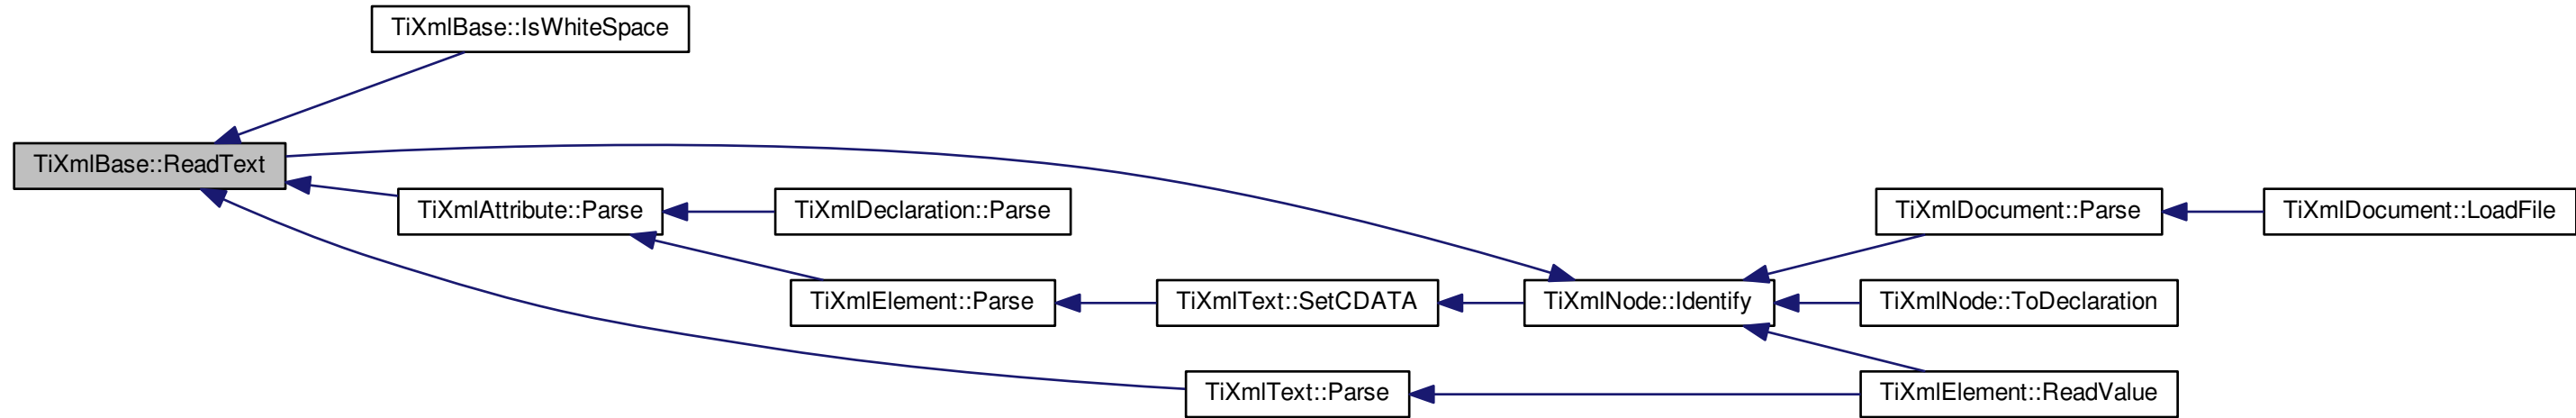 TiXmlBase::IsWhiteSpace
TiXmlBase::ReadText
TiXmlAttribute::Parse
TiXmlDeclaration::Parse
TiXmlDocument::Parse
TiXmlDocument::LoadFile
TiXmlElement::Parse
TiXmlText::SetCDATA
TiXmlNode::Identify
TiXmlNode::ToDeclaration
TiXmlText::Parse
TiXmlElement::ReadValue